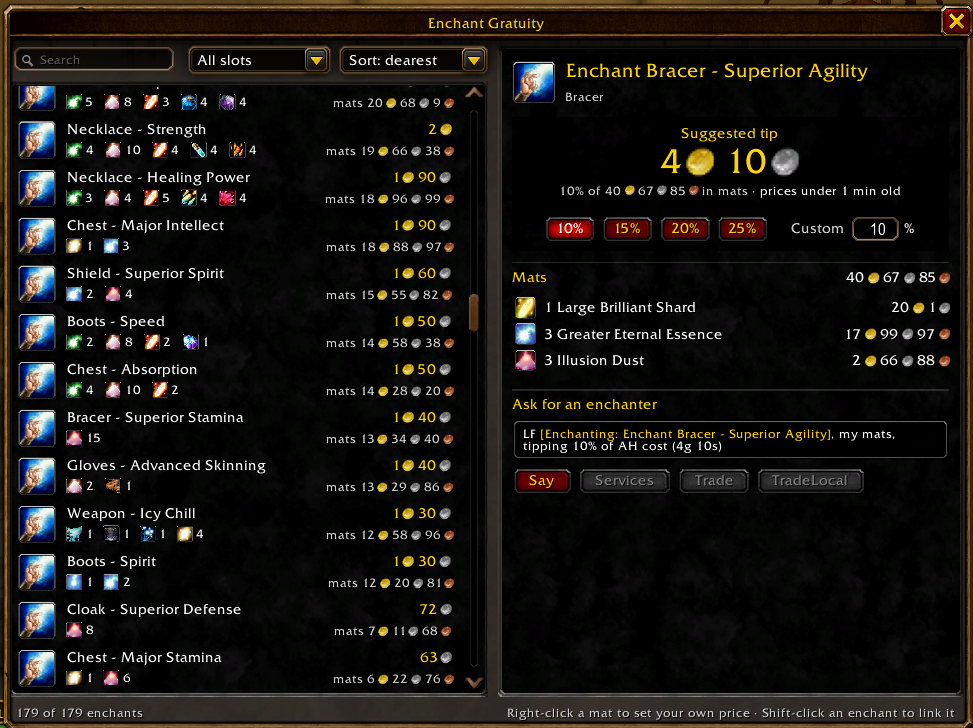 Enchant Gratuity
Search
All slots
Sort: dearest
5 8 3 4 4
mats 20 68 9
Necklace - Strength 2
4 10 4 4 4 mats 19 66 38
Necklace - Healing Power 1 90
3 4 5 4 4 mats 18 96 99
Chest - Major Intellect 1 90
1 3 mats 18 88 97
Shield - Superior Spirit 1 60
2 4 mats 15 55 82
Boots - Speed 1 50
2 8 2 1 mats 14 58 38
Chest - Absorption 1 50
4 10 2 mats 14 28 20
Bracer - Superior Stamina 1 40
15 mats 13 34 40
Gloves - Advanced Skinning 1 40
2 1 mats 13 29 86
Weapon - Icy Chill 1 30
1 1 1 4 mats 12 58 96
Boots - Spirit 1 30
1 2 mats 12 20 81
Cloak - Superior Defense 72
8 mats 7 11 68
Chest - Major Stamina 63
1 6 mats 6 22 76
179 of 179 enchants
Enchant Bracer - Superior Agility
Bracer
Suggested tip
4 10
10% of 40 67 85 in mats · prices under 1 min old
10% 15% 20% 25% Custom 10 %
Mats 40 67 85
1 Large Brilliant Shard 20 1
3 Greater Eternal Essence 17 99 97
3 Illusion Dust 2 66 88
Ask for an enchanter
LF [Enchanting: Enchant Bracer - Superior Agility], my mats,
tipping 10% of AH cost (4g 10s)
Say Services Trade TradeLocal
Right-click a mat to set your own price · Shift-click an enchant to link it